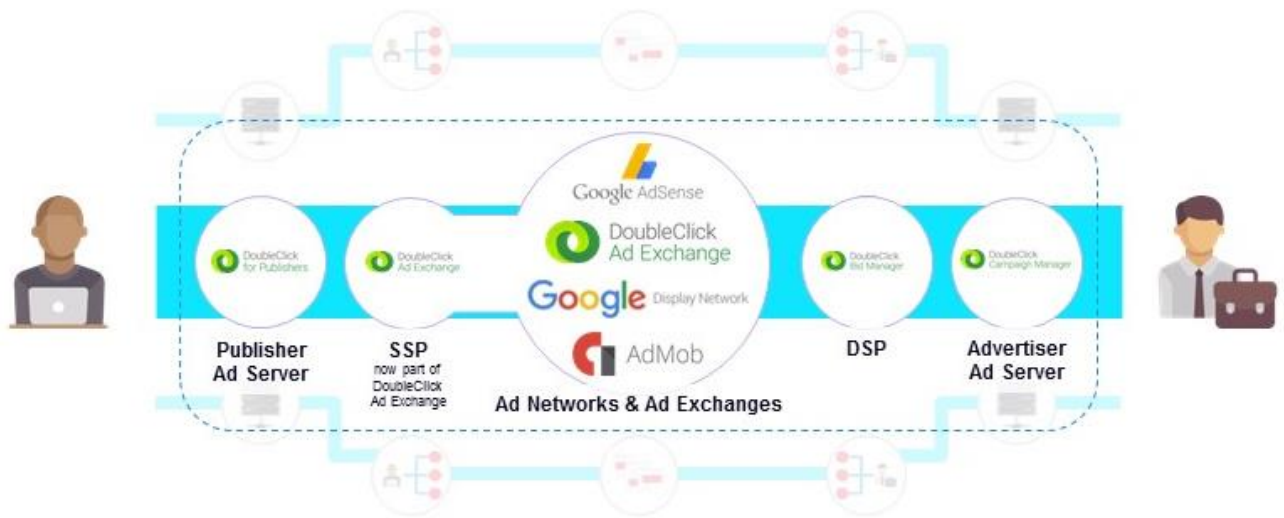 Google AdSense
DoubleClick
Ad Exchange
Google Display Network
AdMob
DoubleClick
for Publishers
DoubleClick
Ad Exchange
DoubleClick
Bid Manager
DoubleClick
Campaign Manager
Publisher
Ad Server
SSP
now part of
DoubleClick
Ad Exchange
Ad Networks & Ad Exchanges
DSP
Advertiser
Ad Server